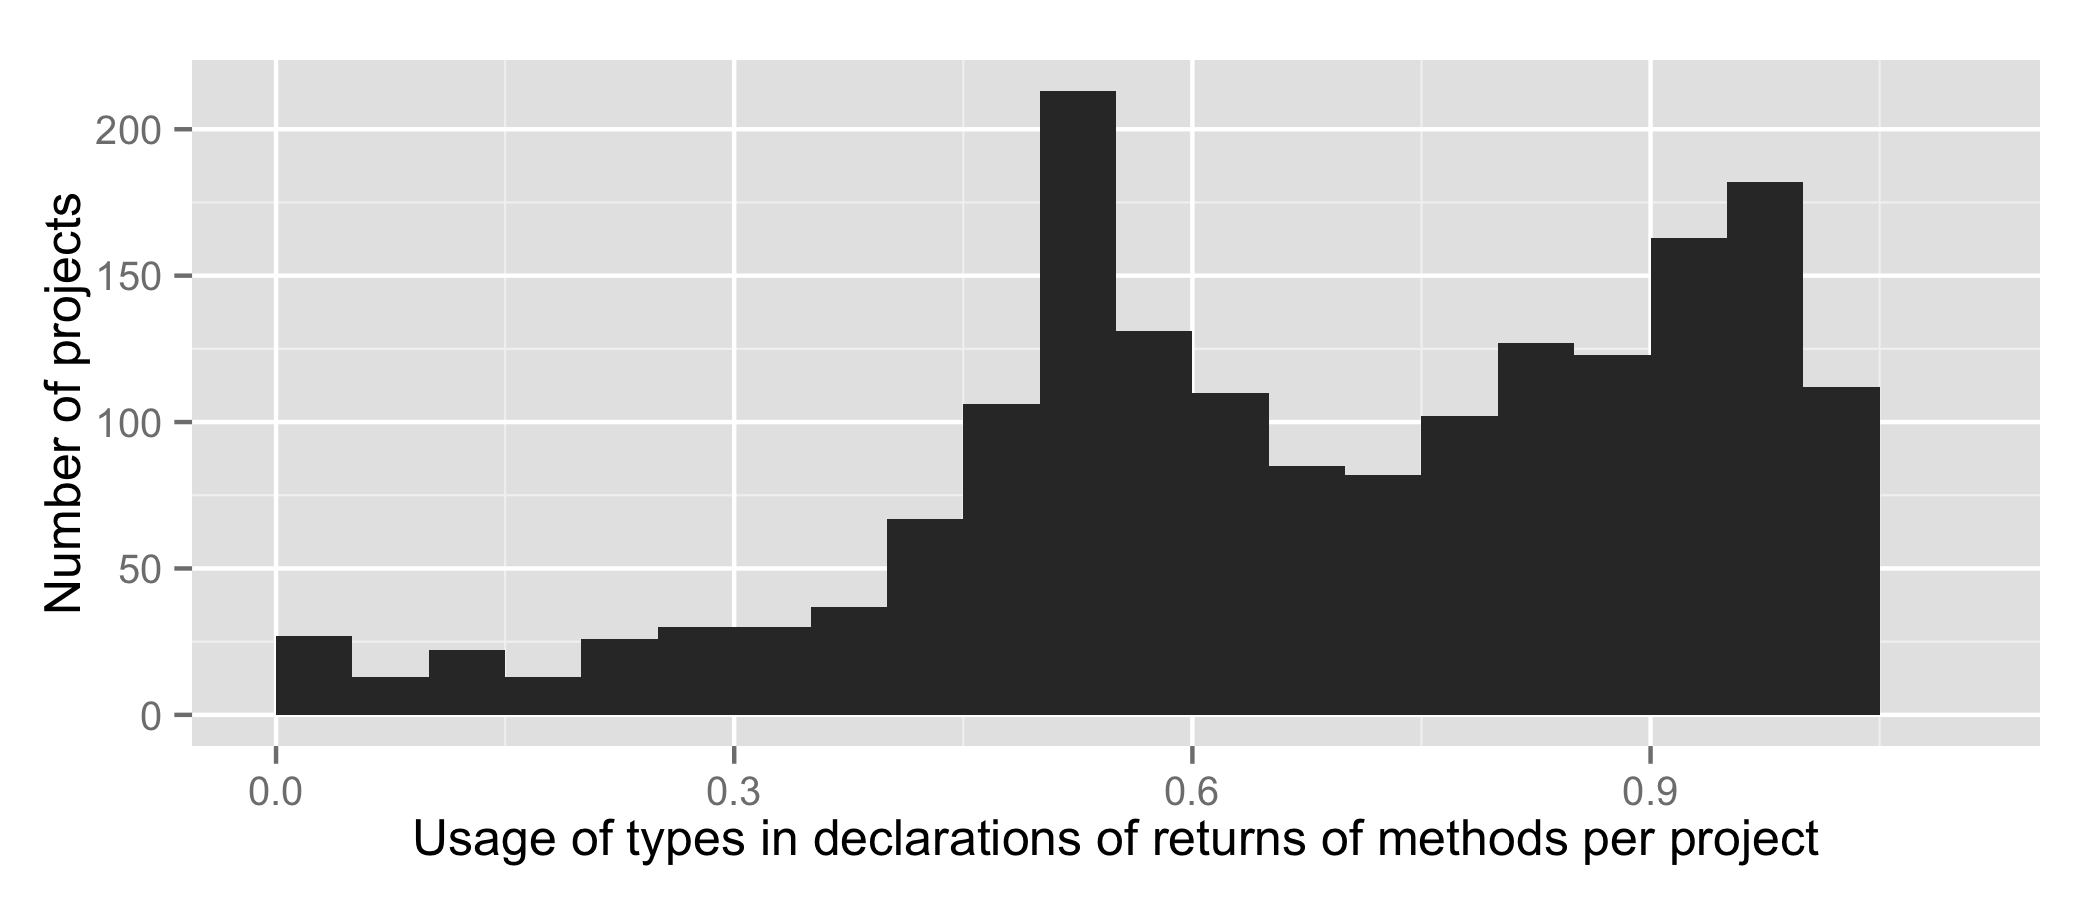 Number of projects
200
150
100
50
0
0.0 0.3 0.6 0.9
Usage of types in declarations of returns of methods per project